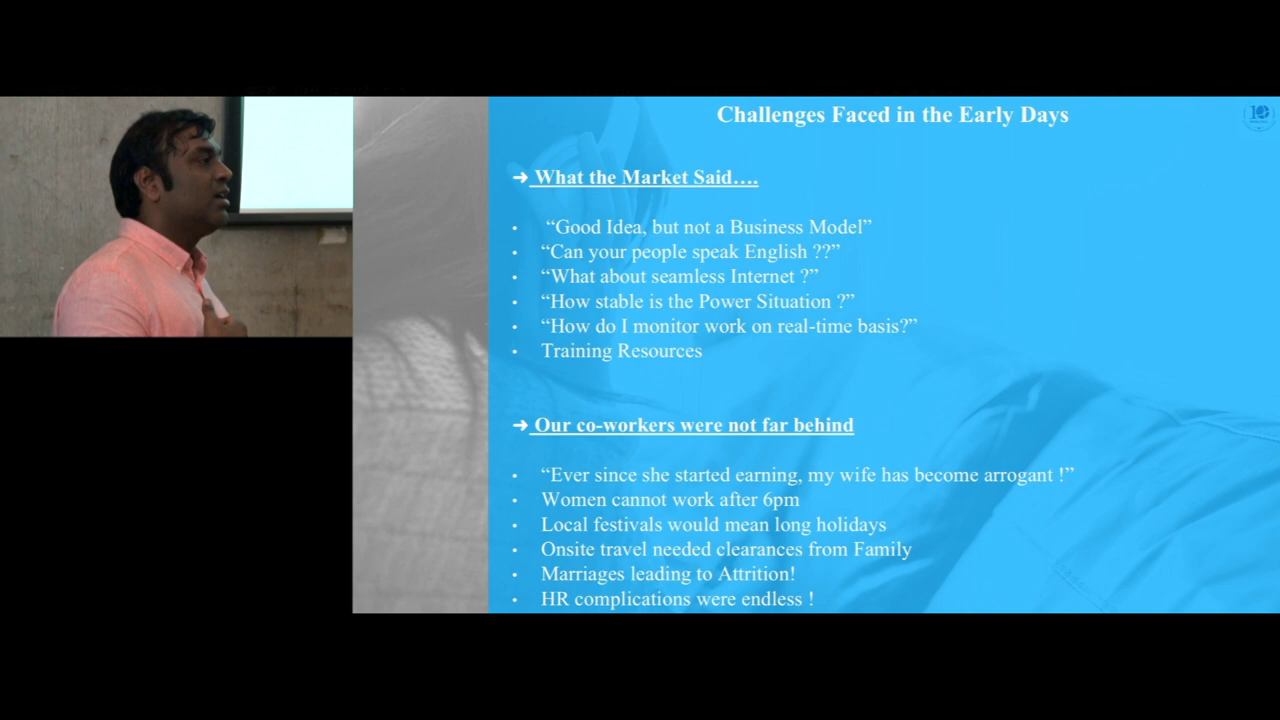 Challenges Faced in the Early Days
➜ What the Market Said….
• “Good Idea, but not a Business Model”
• “Can your people speak English ??”
• “What about seamless Internet ?”
• “How stable is the Power Situation ?”
• “How do I monitor work on real-time basis?”
• Training Resources
➜ Our co-workers were not far behind
• “Ever since she started earning, my wife has become arrogant !”
• Women cannot work after 6pm
• Local festivals would mean long holidays
• Onsite travel needed clearances from Family
• Marriages leading to Attrition!
• HR complications were endless !